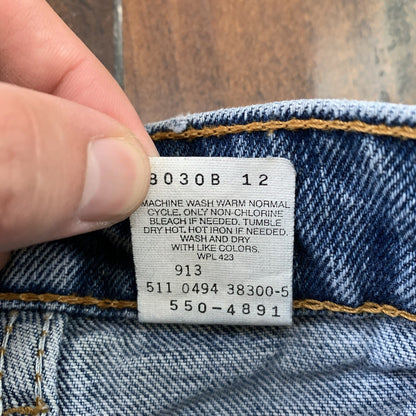 8030B 12
MACHINE WASH WARM NORMAL
CYCLE, ONLY NON-CHLORINE
BLEACH IF NEEDED. TUMBLE
DRY HOT, HOT IRON IF NEEDED.
WASH AND DRY
WITH LIKE COLORS.
WPL 423
913
511 0494 38300-5
550-4891